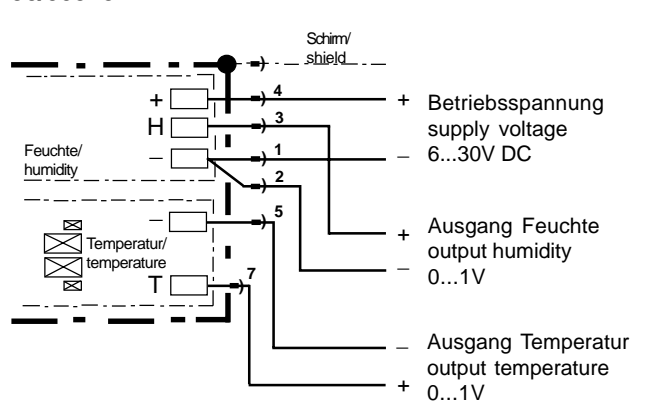 Schirm/
shield
+ 4 + Betriebsspannung
H 3 supply voltage
– 1 – 6...30V DC
Feuchte/
humidity
2
– 5 + Ausgang Feuchte
output humidity
– 0...1V
Temperatur/
temperature
T 7
– Ausgang Temperatur
output temperature
+ 0...1V